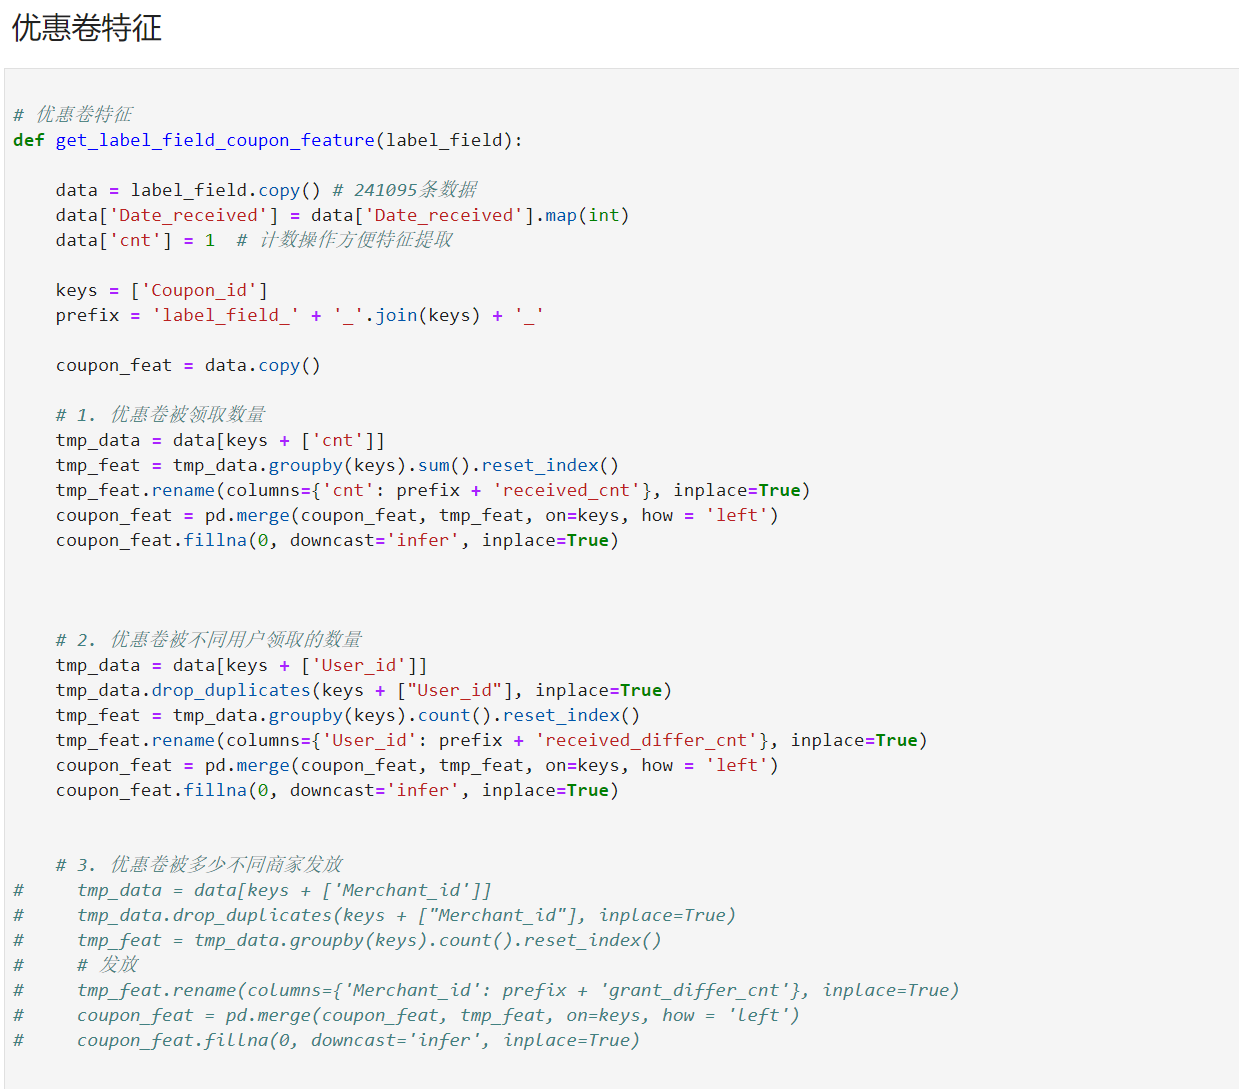 优惠卷特征
# 优惠卷特征
def get_label_field_coupon_feature(label_field):
    data = label_field.copy() # 241095条数据
    data['Date_received'] = data['Date_received'].map(int)
    data['cnt'] = 1  # 计数操作方便特征提取
    keys = ['Coupon_id']
    prefix = 'label_field_' + '_'.join(keys) + '_'
    coupon_feat = data.copy()
    # 1. 优惠卷被领取数量
    tmp_data = data[keys + ['cnt']]
    tmp_feat = tmp_data.groupby(keys).sum().reset_index()
    tmp_feat.rename(columns={'cnt': prefix + 'received_cnt'}, inplace=True)
    coupon_feat = pd.merge(coupon_feat, tmp_feat, on=keys, how = 'left')
    coupon_feat.fillna(0, downcast='infer', inplace=True)
    # 2. 优惠卷被不同用户领取的数量
    tmp_data = data[keys + ['User_id']]
    tmp_data.drop_duplicates(keys + ["User_id"], inplace=True)
    tmp_feat = tmp_data.groupby(keys).count().reset_index()
    tmp_feat.rename(columns={'User_id': prefix + 'received_differ_cnt'}, inplace=True)
    coupon_feat = pd.merge(coupon_feat, tmp_feat, on=keys, how = 'left')
    coupon_feat.fillna(0, downcast='infer', inplace=True)
    # 3. 优惠卷被多少不同商家发放
#     tmp_data = data[keys + ['Merchant_id']]
#     tmp_data.drop_duplicates(keys + ["Merchant_id"], inplace=True)
#     tmp_feat = tmp_data.groupby(keys).count().reset_index()
#     # 发放
#     tmp_feat.rename(columns={'Merchant_id': prefix + 'grant_differ_cnt'}, inplace=True)
#     coupon_feat = pd.merge(coupon_feat, tmp_feat, on=keys, how = 'left')
#     coupon_feat.fillna(0, downcast='infer', inplace=True)